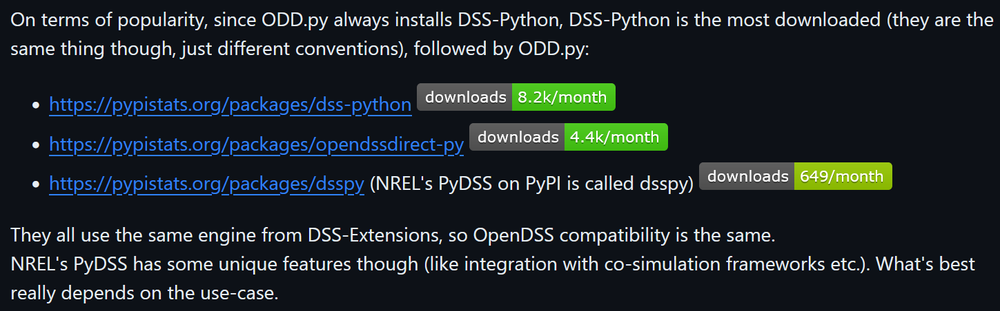 On terms of popularity, since ODD.py always installs DSS-Python, DSS-Python is the most downloaded (they are the
same thing though, just different conventions), followed by ODD.py:
• https://pypistats.org/packages/dss-python downloads 8.2k/month
• https://pypistats.org/packages/opendssdirect-py downloads 4.4k/month
• https://pypistats.org/packages/dsspy (NREL's PyDSS on PyPI is called dsspy) downloads 649/month
They all use the same engine from DSS-Extensions, so OpenDSS compatibility is the same.
NREL's PyDSS has some unique features though (like integration with co-simulation frameworks etc.). What's best
really depends on the use-case.